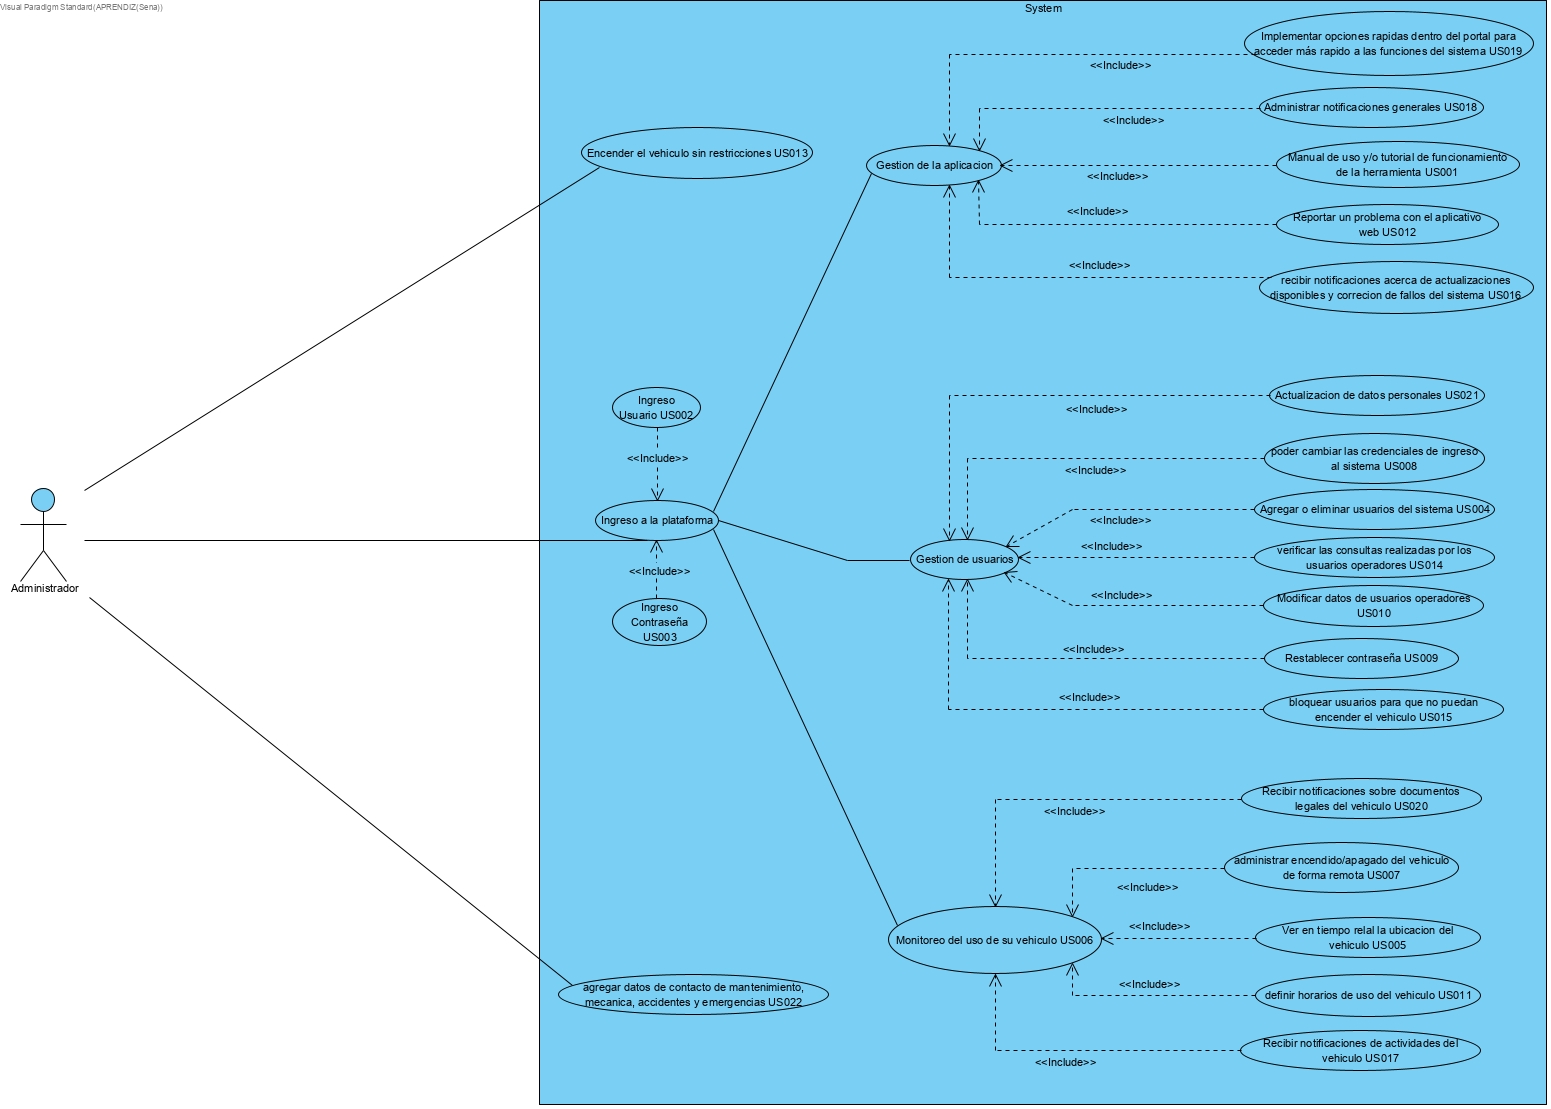 Visual Paradigm Standard(APRENDIZ(Sena))
System
Implementar opciones rapidas dentro del portal para
acceder más rapido a las funciones del sistema US019
<<Include>>
Administrar notificaciones generales US018
<<Include>>
Encender el vehiculo sin restricciones US013
Gestion de la aplicacion
Manual de uso y/o tutorial de funcionamiento
de la herramienta US001
<<Include>>
Reportar un problema con el aplicativo
web US012
<<Include>>
<<Include>>
recibir notificaciones acerca de actualizaciones
disponibles y correcion de fallos del sistema US016
Ingreso
Usuario US002
<<Include>>
Ingreso a la plataforma
<<Include>>
Ingreso
Contraseña
US003
Administrador
Actualizacion de datos personales US021
<<Include>>
poder cambiar las credenciales de ingreso
al sistema US008
<<Include>>
Agregar o eliminar usuarios del sistema US004
<<Include>>
Gestion de usuarios
<<Include>>
verificar las consultas realizadas por los
usuarios operadores US014
<<Include>>
Modificar datos de usuarios operadores
US010
<<Include>>
Restablecer contraseña US009
<<Include>>
bloquear usuarios para que no puedan
encender el vehiculo US015
Recibir notificaciones sobre documentos
legales del vehiculo US020
<<Include>>
administrar encendido/apagado del vehiculo
de forma remota US007
<<Include>>
Monitoreo del uso de su vehiculo US006
<<Include>>
Ver en tiempo relal la ubicacion del
vehiculo US005
<<Include>>
definir horarios de uso del vehiculo US011
agregar datos de contacto de mantenimiento,
mecanica, accidentes y emergencias US022
Recibir notificaciones de actividades del
vehiculo US017
<<Include>>